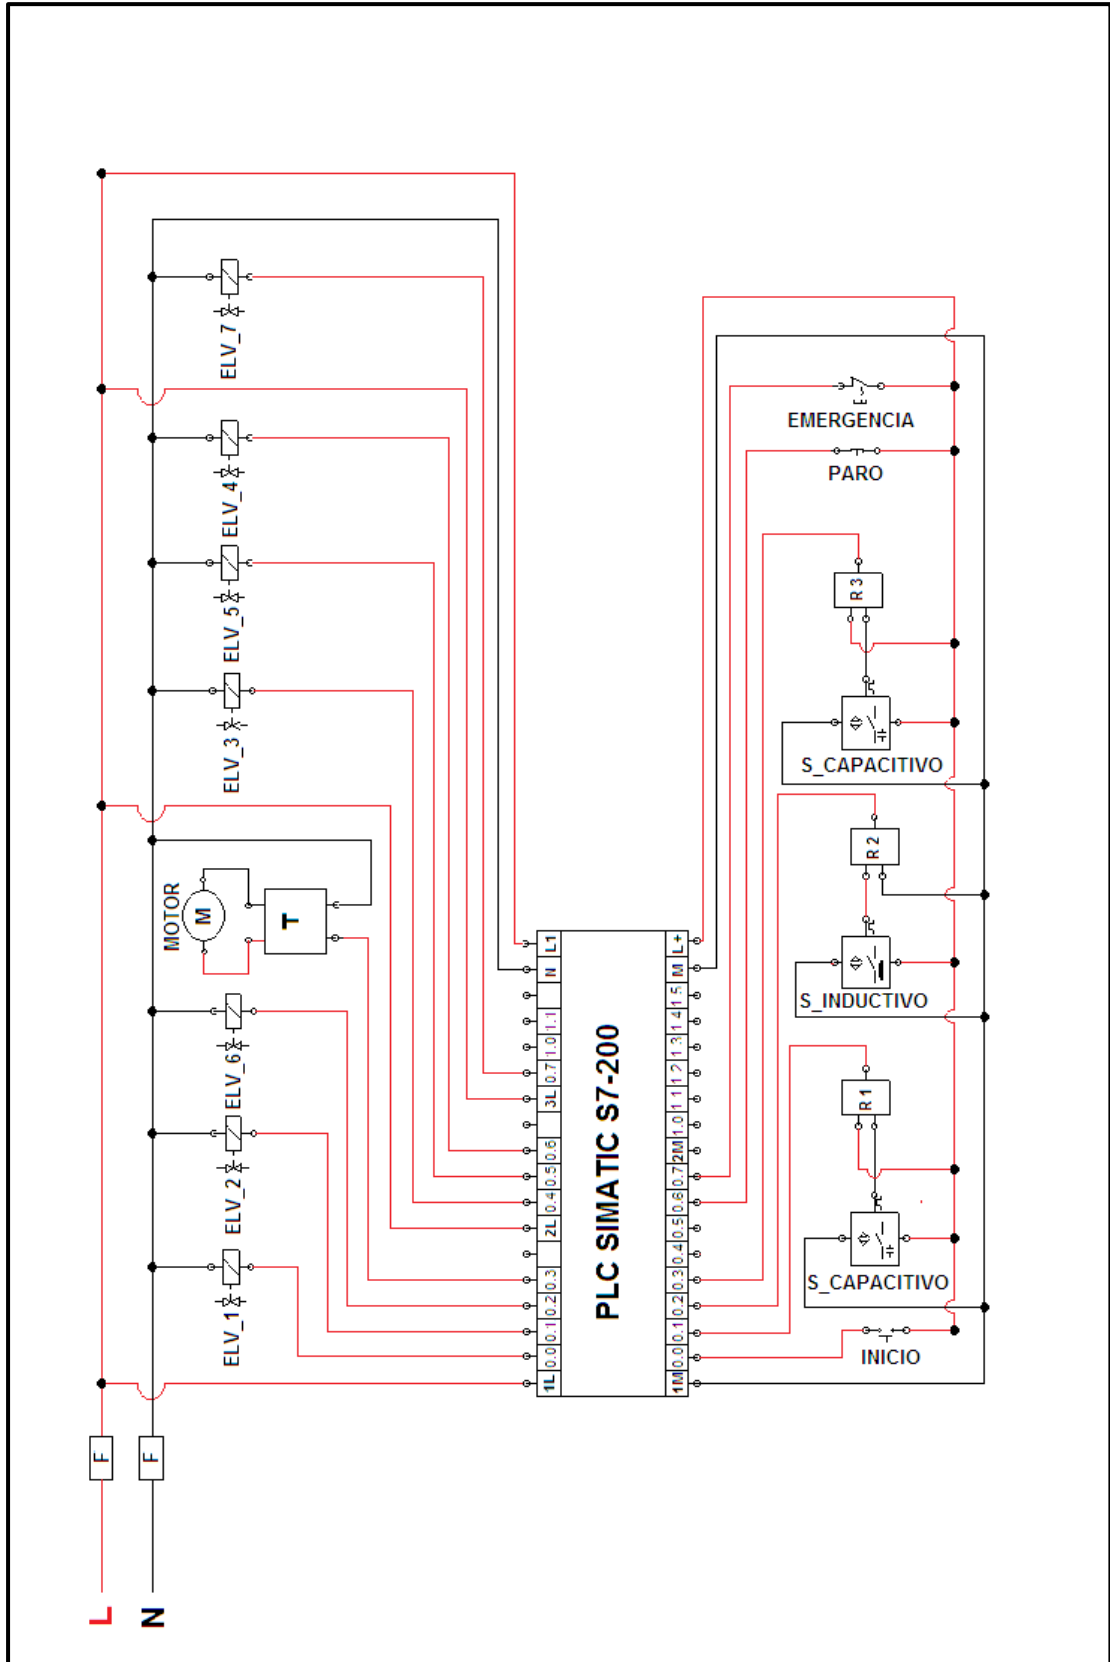 L
N
F
F
ELV_7
ELV_4
ELV_5
ELV_3
MOTOR
M
T
ELV_6
ELV_2
ELV_1
L1
N
1.1
1.0
0.7
3L
0.6
0.5
0.4
2L
0.3
0.2
0.1
0.0
1L
PLC SIMATIC S7-200
L+
M
1.5
1.4
1.3
1.2
1.1
1.0
2M
0.7
0.6
0.5
0.4
0.3
0.2
0.1
0.0
1M
EMERGENCIA
PARO
R 3
S_CAPACITIVO
R 2
S_INDUCTIVO
R 1
S_CAPACITIVO
INICIO